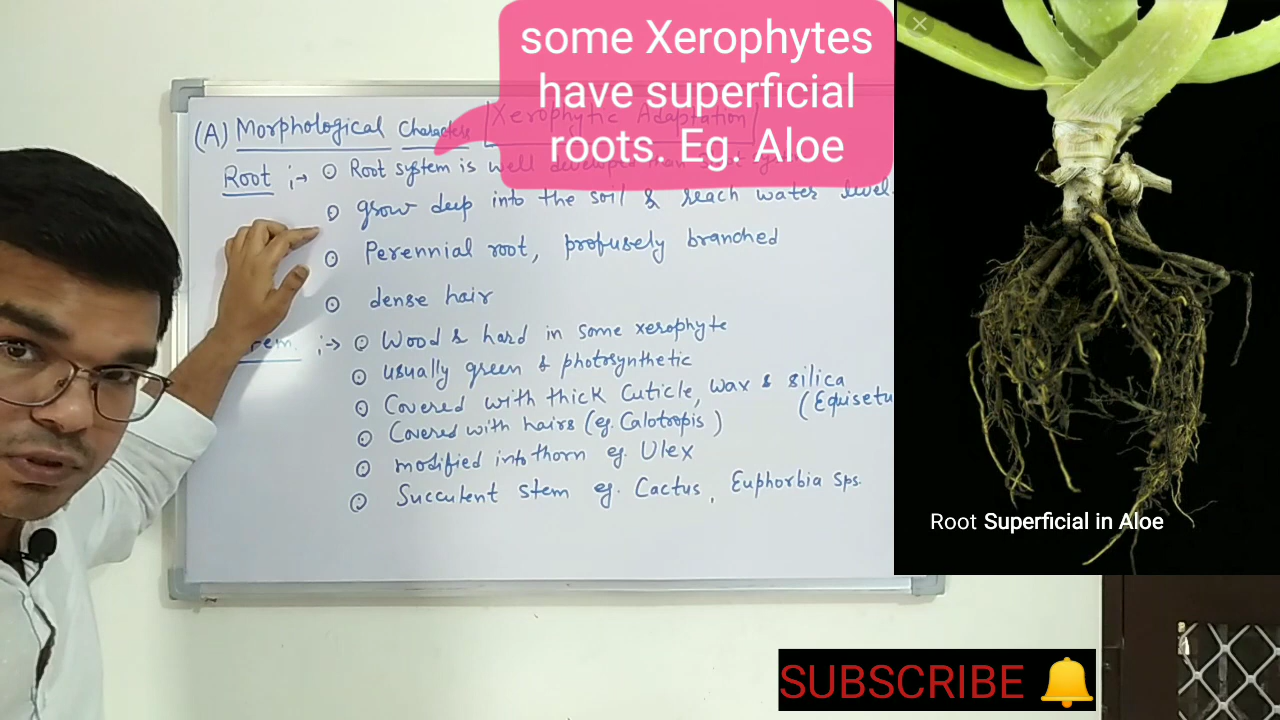 some Xerophytes
have superficial
roots. Eg. Aloe
(A) Morphological Characters [Xerophytic Adaptation]
Root :→ ⊙ Root system is well developed than
⊙ grow deep into the soil & reach water level.
⊙ Perennial root, profusely branched
⊙ dense hair
:→ ⊙ Wood & hard in some xerophyte
⊙ usually green & photosynthetic
⊙ Covered with thick Cuticle, wax & silica
(Equisetu
⊙ Covered with hairs (eg. Calotropis)
⊙ modified into thorn eg. Ulex
⊙ Succulent stem eg. Cactus, Euphorbia Sps.
Root Superficial in Aloe
SUBSCRIBE